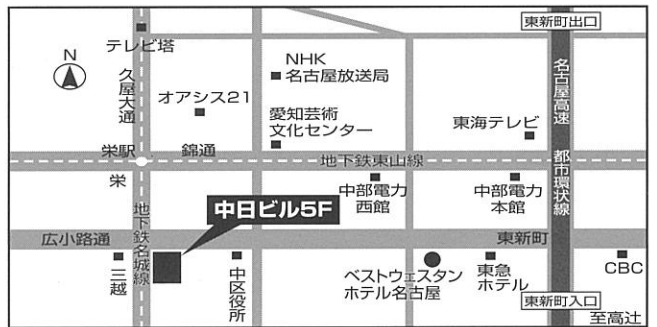 東新町出口
テレビ塔
N
NHK
名古屋放送局
久屋大通
オアシス21
愛知芸術
文化センター
東海テレビ
名古屋高速
都市環状線
栄駅
錦通
地下鉄東山線
栄
中部電力
西館
中部電力
本館
地下鉄名城線
中日ビル5F
広小路通
東新町
三越
中区役所
ベストウェスタン
ホテル名古屋
東急
ホテル
CBC
東新町入口
至高辻